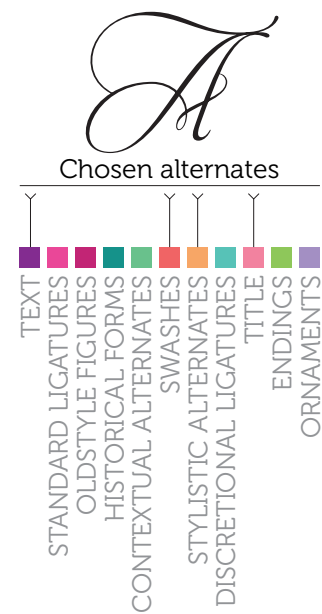 A
Chosen alternates
TEXT
STANDARD LIGATURES
OLDSTYLE FIGURES
HISTORICAL FORMS
CONTEXTUAL ALTERNATES
SWASHES
STYLISTIC ALTERNATES
DISCRETIONAL LIGATURES
TITLE
ENDINGS
ORNAMENTS